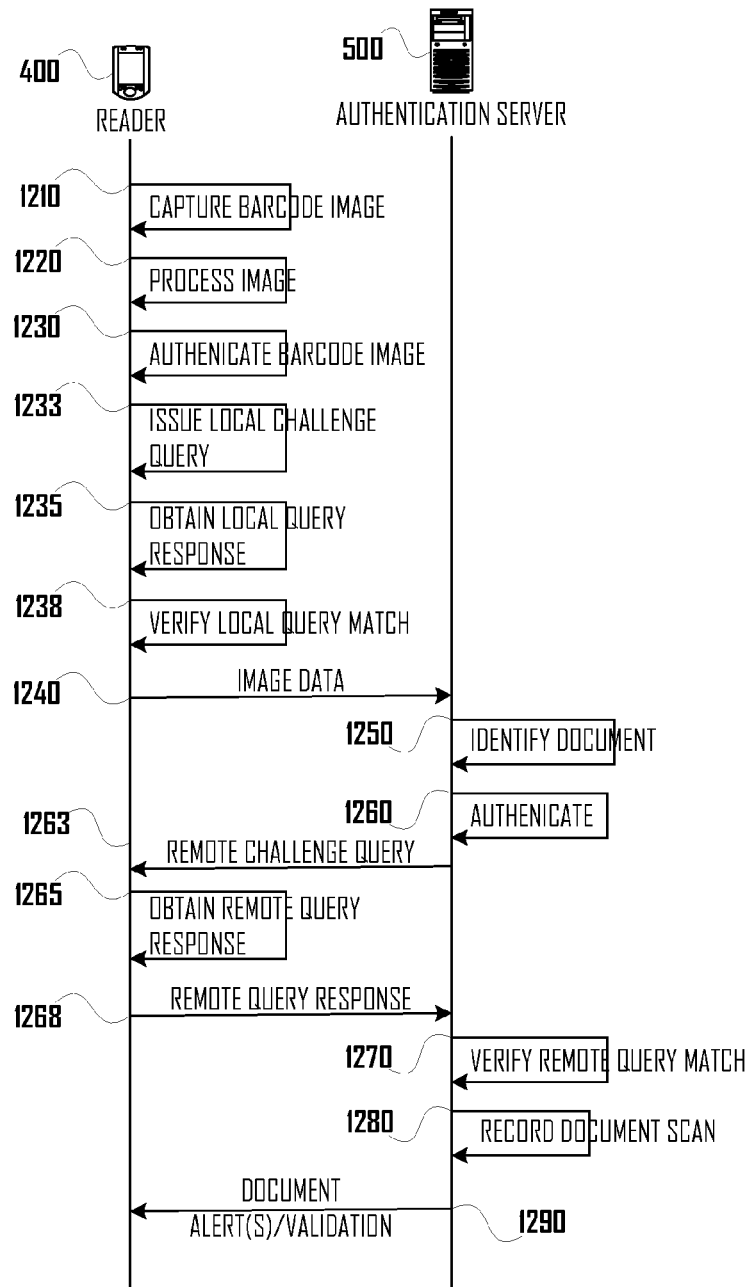 400
500
READER
AUTHENTICATION SERVER
1210
CAPTURE BARCODE IMAGE
1220
PROCESS IMAGE
1230
AUTHENICATE BARCODE IMAGE
1233
ISSUE LOCAL CHALLENGE
QUERY
1235
OBTAIN LOCAL QUERY
RESPONSE
1238
VERIFY LOCAL QUERY MATCH
1240
IMAGE DATA
1250
IDENTIFY DOCUMENT
1260
AUTHENICATE
1263
REMOTE CHALLENGE QUERY
1265
OBTAIN REMOTE QUERY
RESPONSE
1268
REMOTE QUERY RESPONSE
1270
VERIFY REMOTE QUERY MATCH
1280
RECORD DOCUMENT SCAN
DOCUMENT
ALERT(S)/VALIDATION
1290